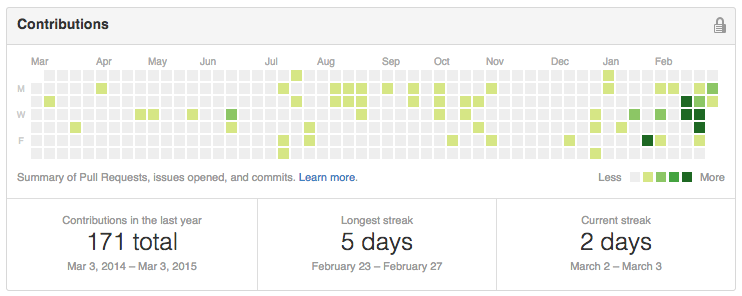 Contributions
Mar Apr May Jun Jul Aug Sep Oct Nov Dec Jan Feb
M
W
F
Summary of Pull Requests, issues opened, and commits. Learn more. Less More
Contributions in the last year Longest streak Current streak
171 total 5 days 2 days
Mar 3, 2014 – Mar 3, 2015 February 23 – February 27 March 2 – March 3